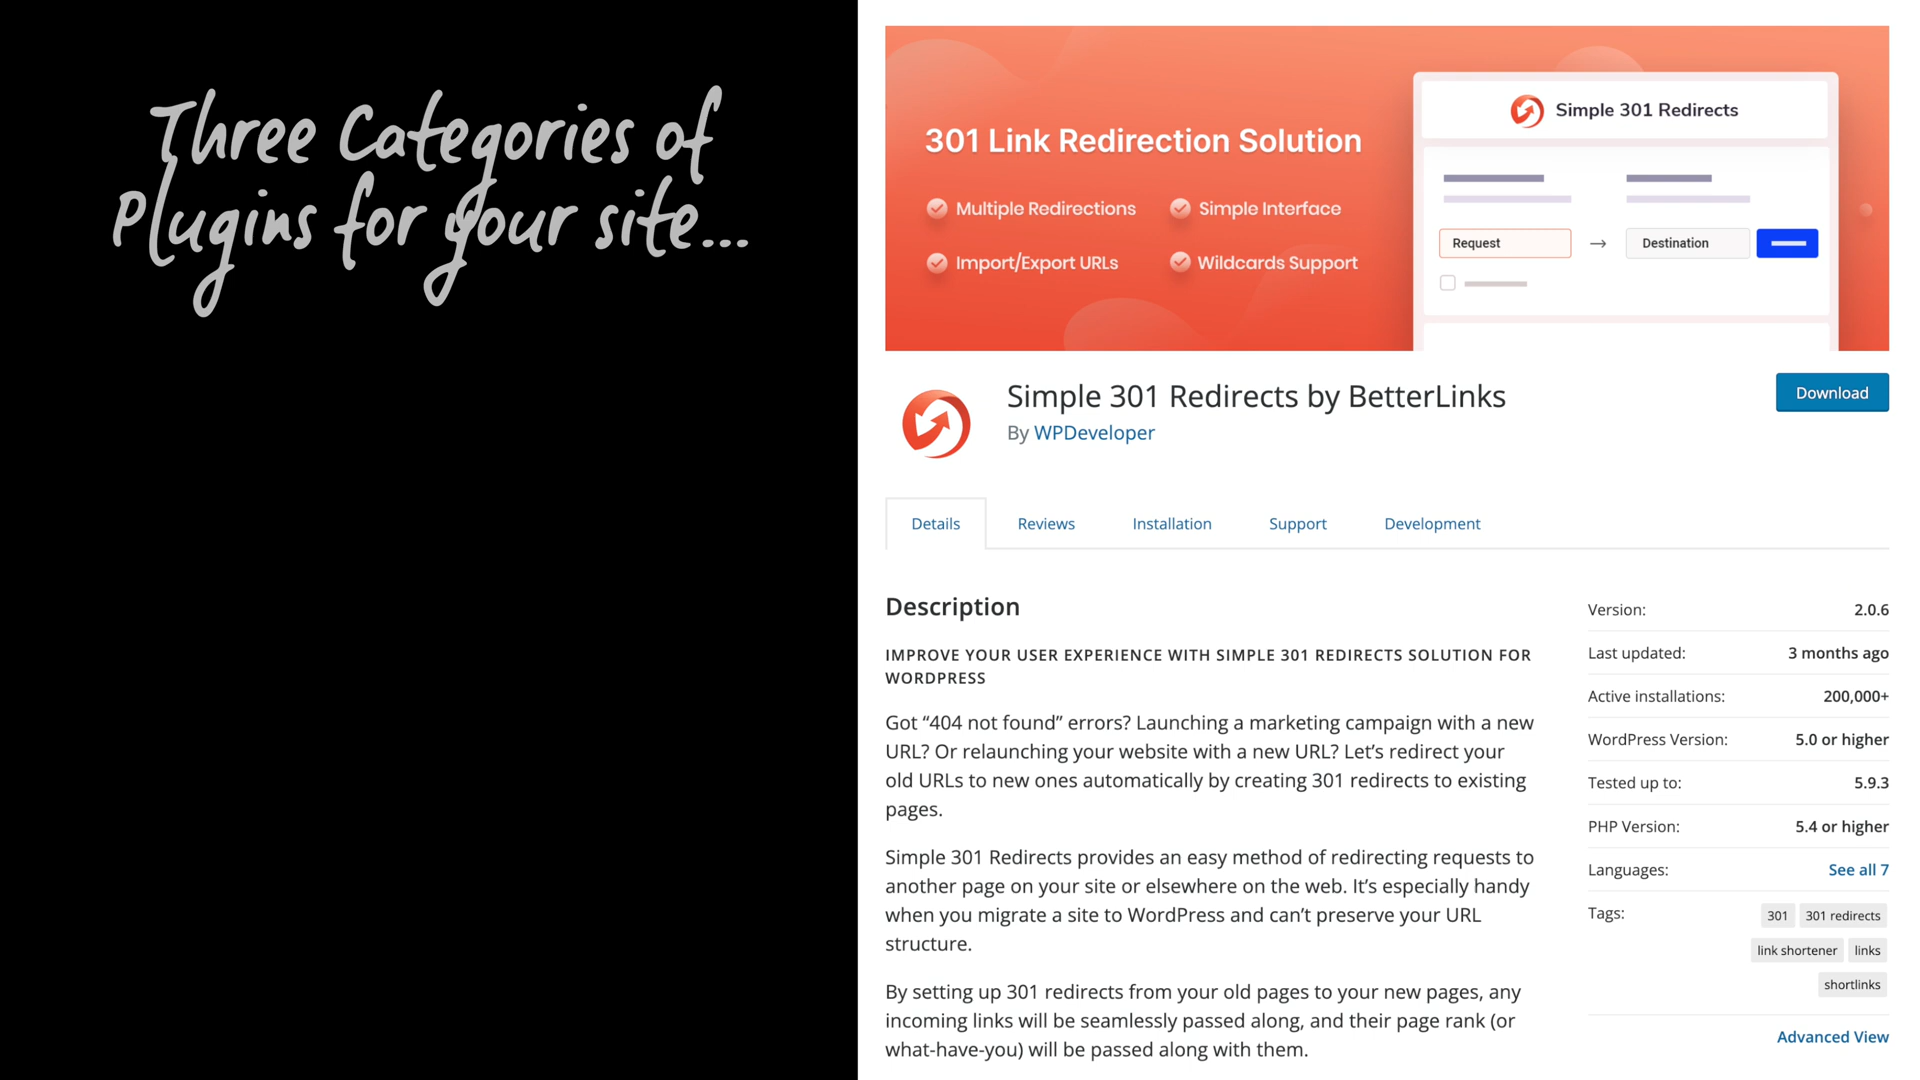 Three Categories of
Plugins for your site...
301 Link Redirection Solution
Multiple Redirections
Simple Interface
Import/Export URLs
Wildcards Support
Simple 301 Redirects
Request → Destination
Simple 301 Redirects by BetterLinks
By WPDeveloper
Download
Details Reviews Installation Support Development
Description
IMPROVE YOUR USER EXPERIENCE WITH SIMPLE 301 REDIRECTS SOLUTION FOR
WORDPRESS
Got “404 not found” errors? Launching a marketing campaign with a new
URL? Or relaunching your website with a new URL? Let’s redirect your
old URLs to new ones automatically by creating 301 redirects to existing
pages.
Simple 301 Redirects provides an easy method of redirecting requests to
another page on your site or elsewhere on the web. It’s especially handy
when you migrate a site to WordPress and can’t preserve your URL
structure.
By setting up 301 redirects from your old pages to your new pages, any
incoming links will be seamlessly passed along, and their page rank (or
what-have-you) will be passed along with them.
Version: 2.0.6
Last updated: 3 months ago
Active installations: 200,000+
WordPress Version: 5.0 or higher
Tested up to: 5.9.3
PHP Version: 5.4 or higher
Languages: See all 7
Tags: 301 301 redirects
link shortener links
shortlinks
Advanced View